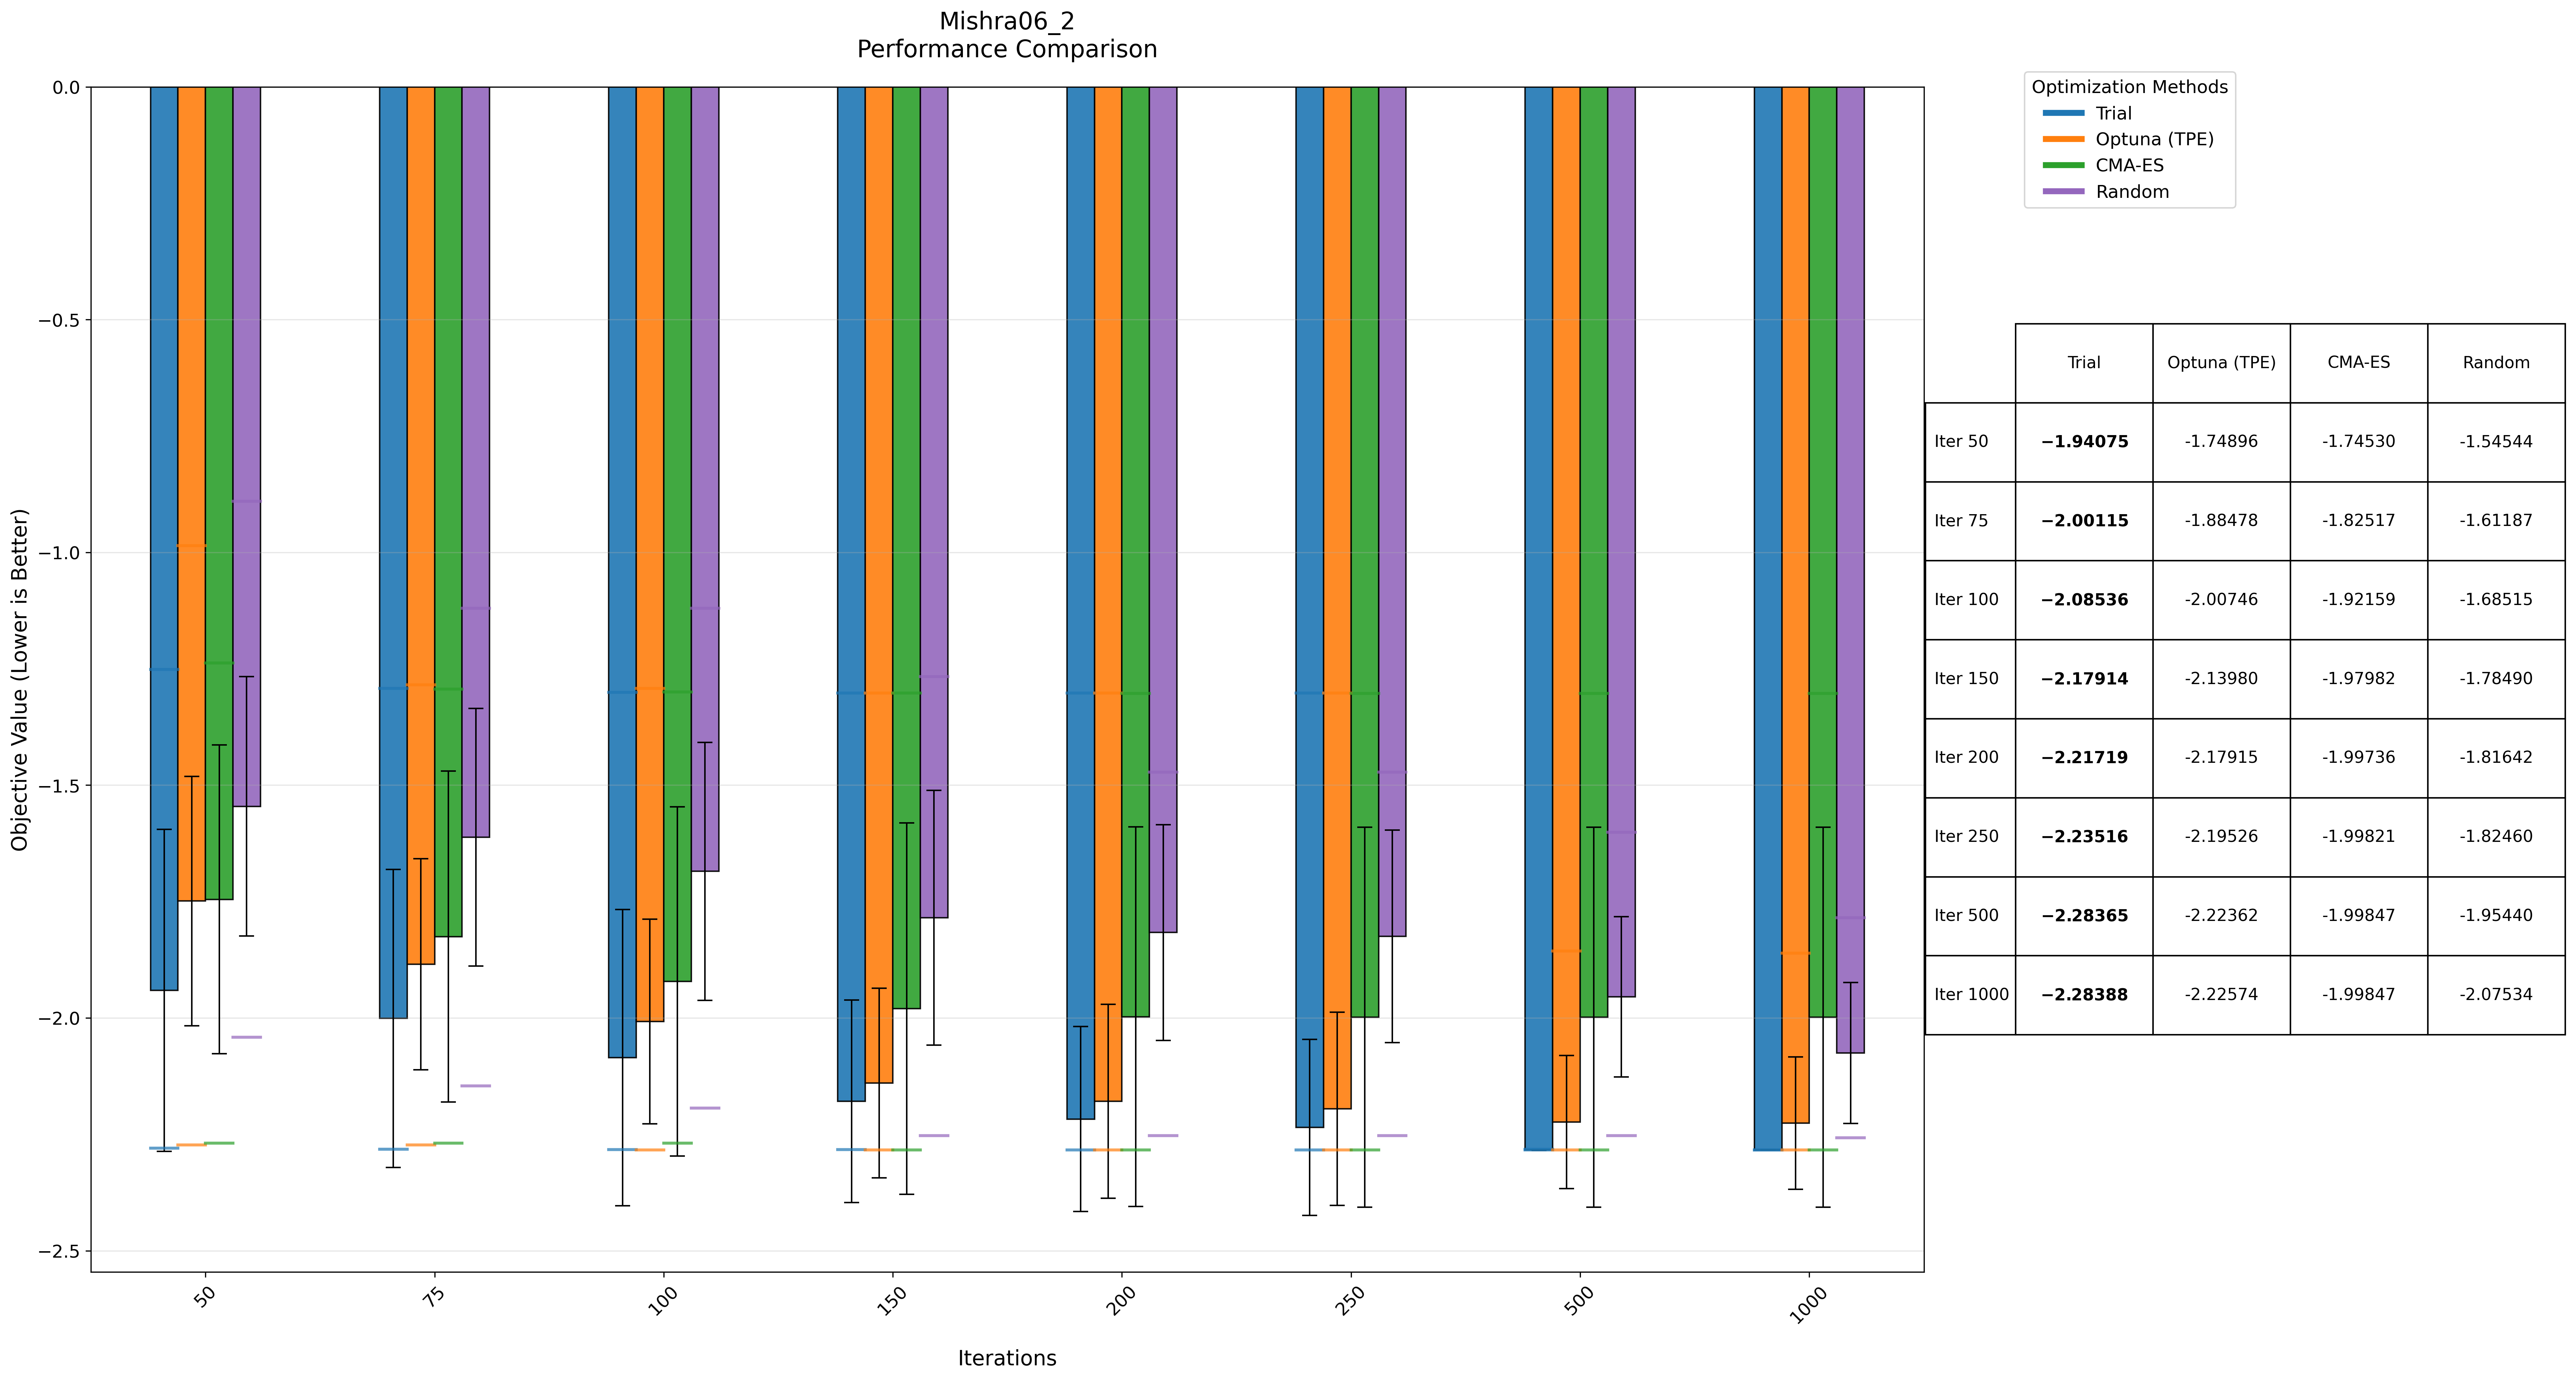 Mishra06_2
Performance Comparison
Objective Value (Lower is Better)
0.0
−0.5
−1.0
−1.5
−2.0
−2.5
50
75
100
150
200
250
500
1000
Iterations
Optimization Methods
Trial
Optuna (TPE)
CMA-ES
Random
Trial Optuna (TPE) CMA-ES Random
Iter 50 −1.94075 -1.74896 -1.74530 -1.54544
Iter 75 −2.00115 -1.88478 -1.82517 -1.61187
Iter 100 −2.08536 -2.00746 -1.92159 -1.68515
Iter 150 −2.17914 -2.13980 -1.97982 -1.78490
Iter 200 −2.21719 -2.17915 -1.99736 -1.81642
Iter 250 −2.23516 -2.19526 -1.99821 -1.82460
Iter 500 −2.28365 -2.22362 -1.99847 -1.95440
Iter 1000 −2.28388 -2.22574 -1.99847 -2.07534